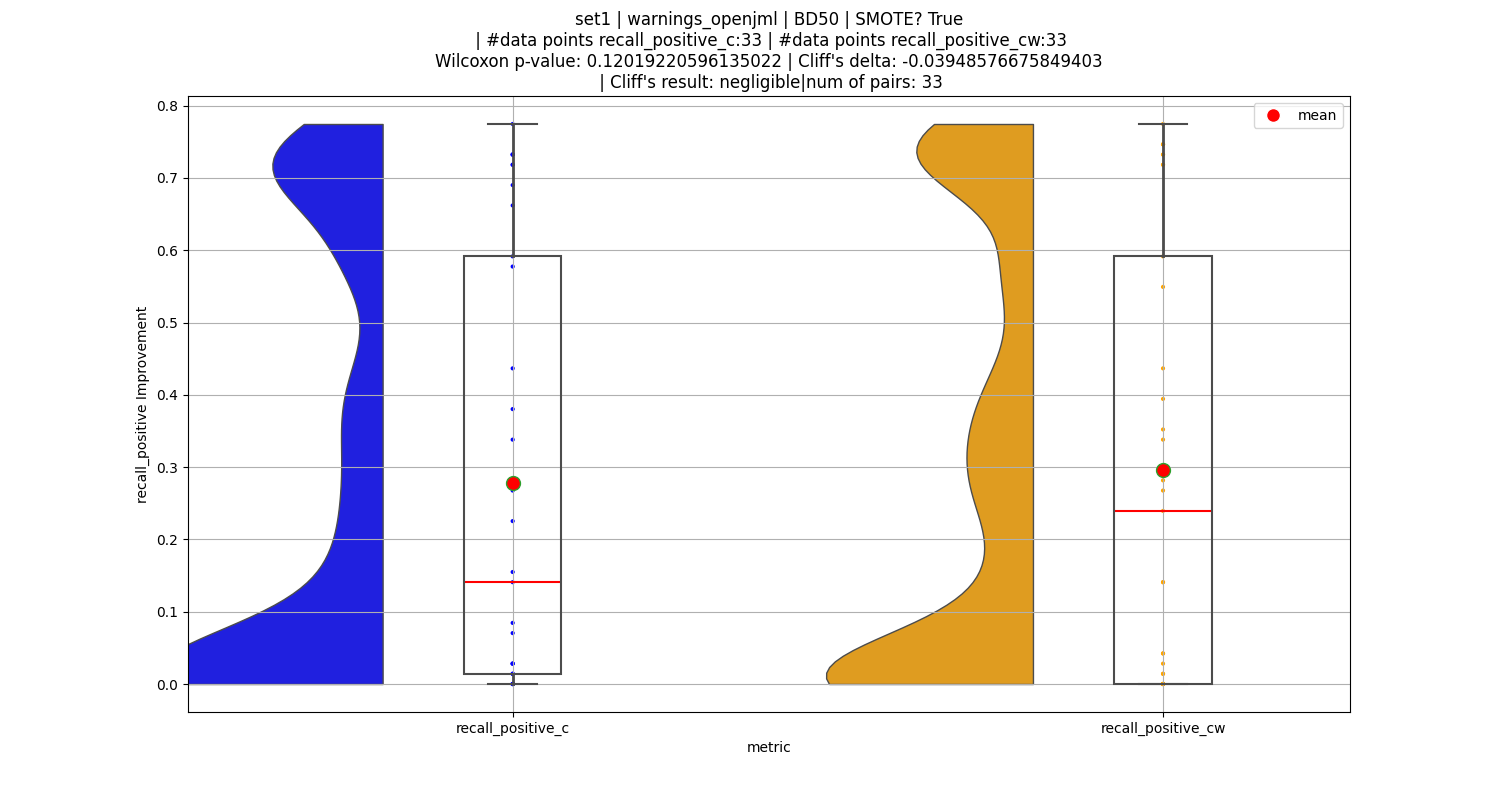 set1 | warnings_openjml | BD50 | SMOTE? True
| #data points recall_positive_c:33 | #data points recall_positive_cw:33
Wilcoxon p-value: 0.12019220596135022 | Cliff's delta: -0.03948576675849403
| Cliff's result: negligible|num of pairs: 33
mean
0.8
0.7
0.6
0.5
0.4
0.3
0.2
0.1
0.0
recall_positive Improvement
recall_positive_c
recall_positive_cw
metric